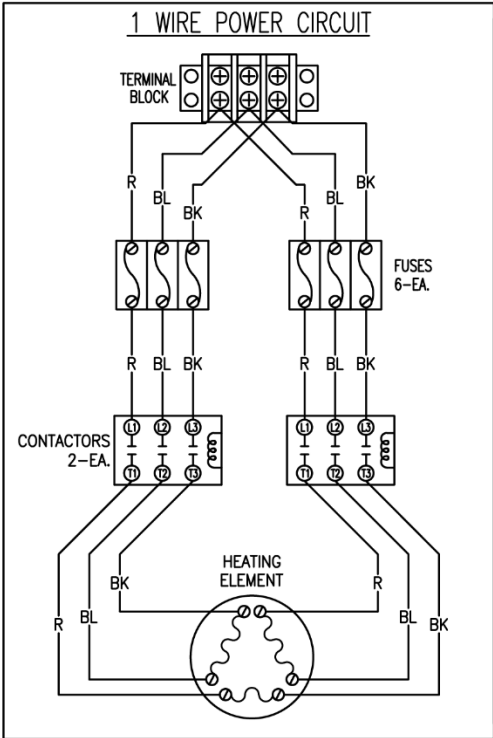 1 WIRE POWER CIRCUIT
TERMINAL
BLOCK
R
BL
BK
R
BL
BK
FUSES
6-EA.
R
BL
BK
R
BL
BK
CONTACTORS
2-EA.
L1 L2 L3
T1 T2 T3
L1 L2 L3
T1 T2 T3
HEATING
ELEMENT
R
BL
BK
R
BL
BK